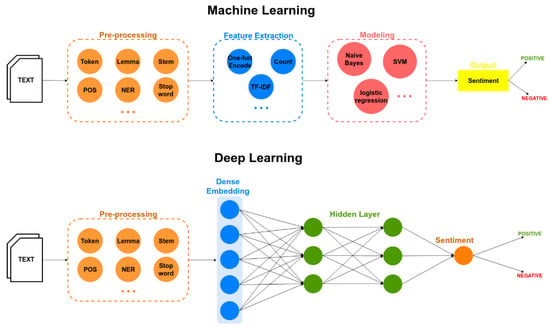 Machine Learning
Pre-processing
Feature Extraction
Modeling
Output
TEXT
Token
Lemma
Stem
POS
NER
Stop
word
One-hot
Encode
Count
TF-IDF
Naive
Bayes
SVM
logistic
regression
Sentiment
POSITIVE
NEGATIVE
Deep Learning
Pre-processing
Dense
Embedding
Hidden Layer
Sentiment
TEXT
Token
Lemma
Stem
POS
NER
Stop
word
POSITIVE
NEGATIVE